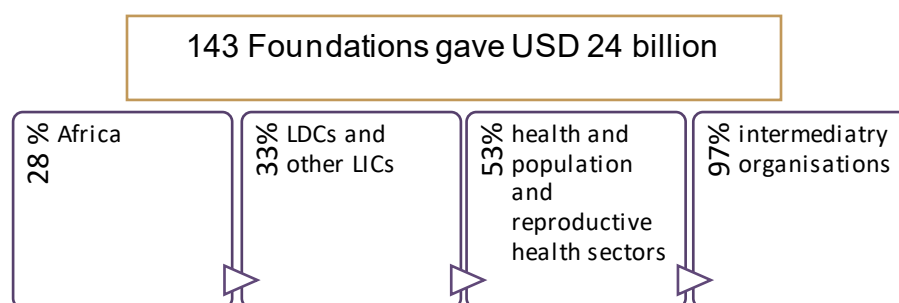 143 Foundations gave USD 24 billion
28 %
Africa
33%
LDCs and
other LICs
53%
health and
population
and
reproductive
health sectors
97%
intermediatry
organisations